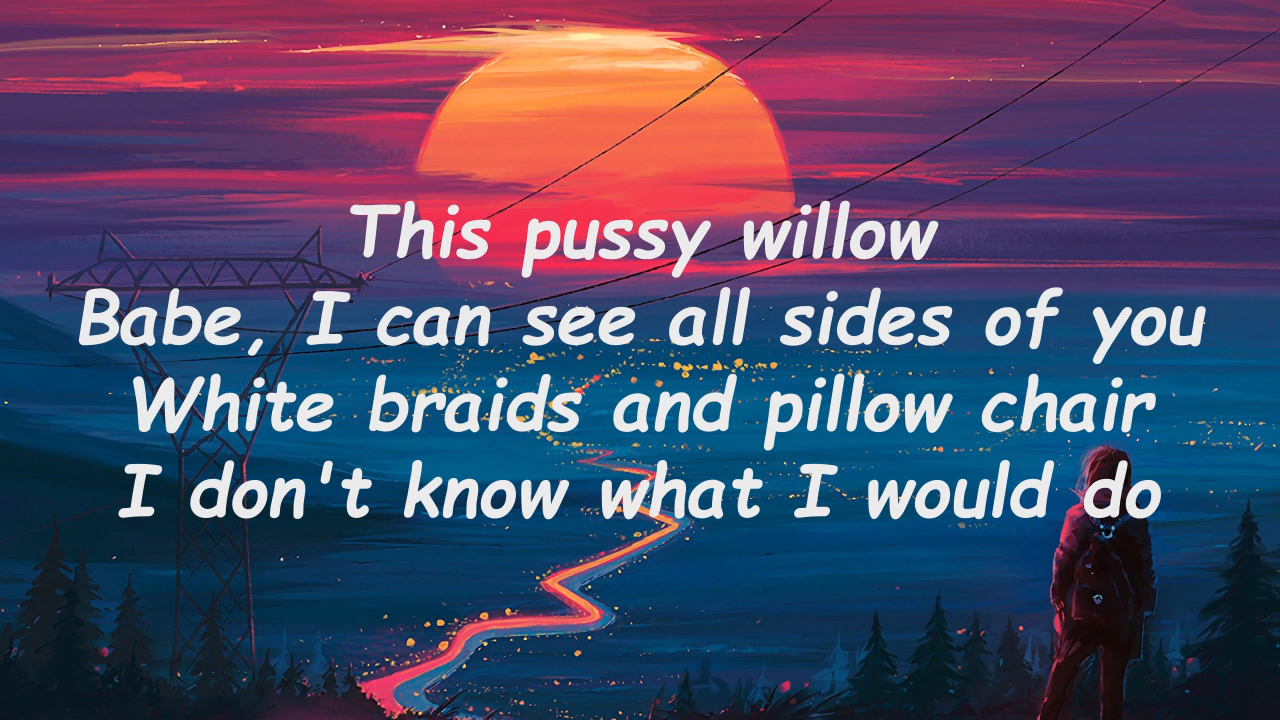 This pussy willow
Babe, I can see all sides of you
White braids and pillow chair
I don't know what I would do